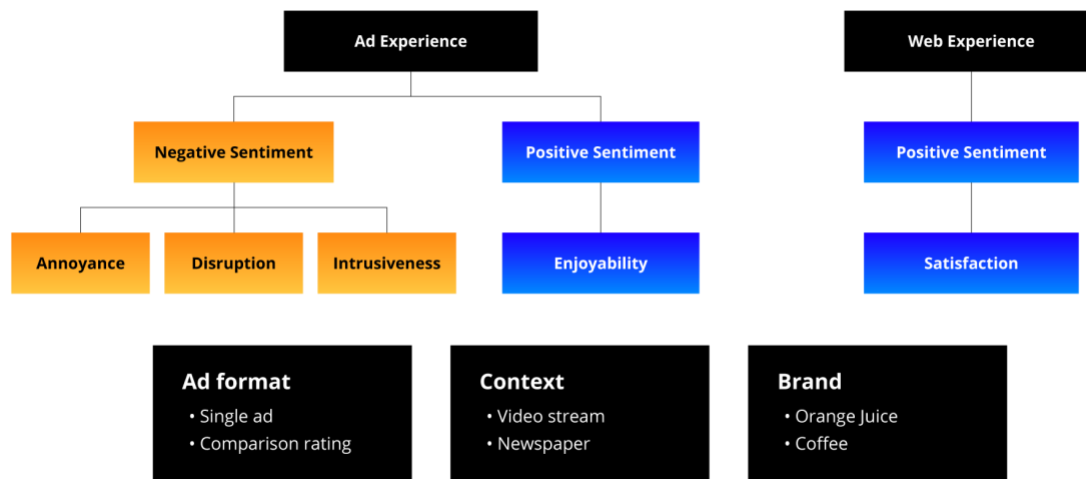 Ad Experience
Web Experience
Negative Sentiment
Positive Sentiment
Positive Sentiment
Annoyance
Disruption
Intrusiveness
Enjoyability
Satisfaction
Ad format
• Single ad
• Comparison rating
Context
• Video stream
• Newspaper
Brand
• Orange Juice
• Coffee